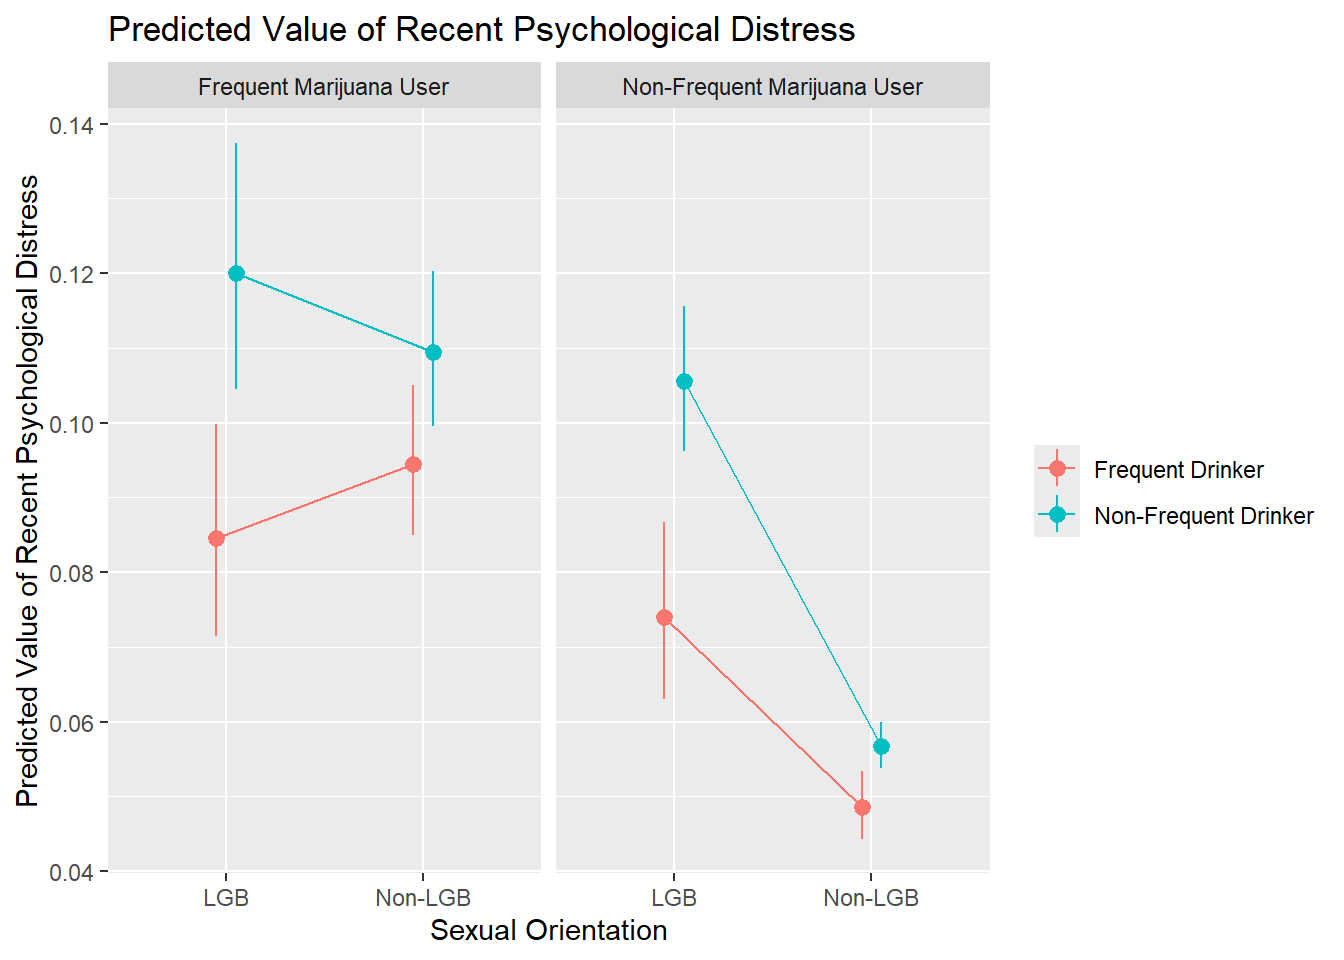 Predicted Value of Recent Psychological Distress
Frequent Marijuana User
Non-Frequent Marijuana User
Predicted Value of Recent Psychological Distress
0.14
0.12
0.10
0.08
0.06
0.04
LGB
Non-LGB
LGB
Non-LGB
Sexual Orientation
Frequent Drinker
Non-Frequent Drinker